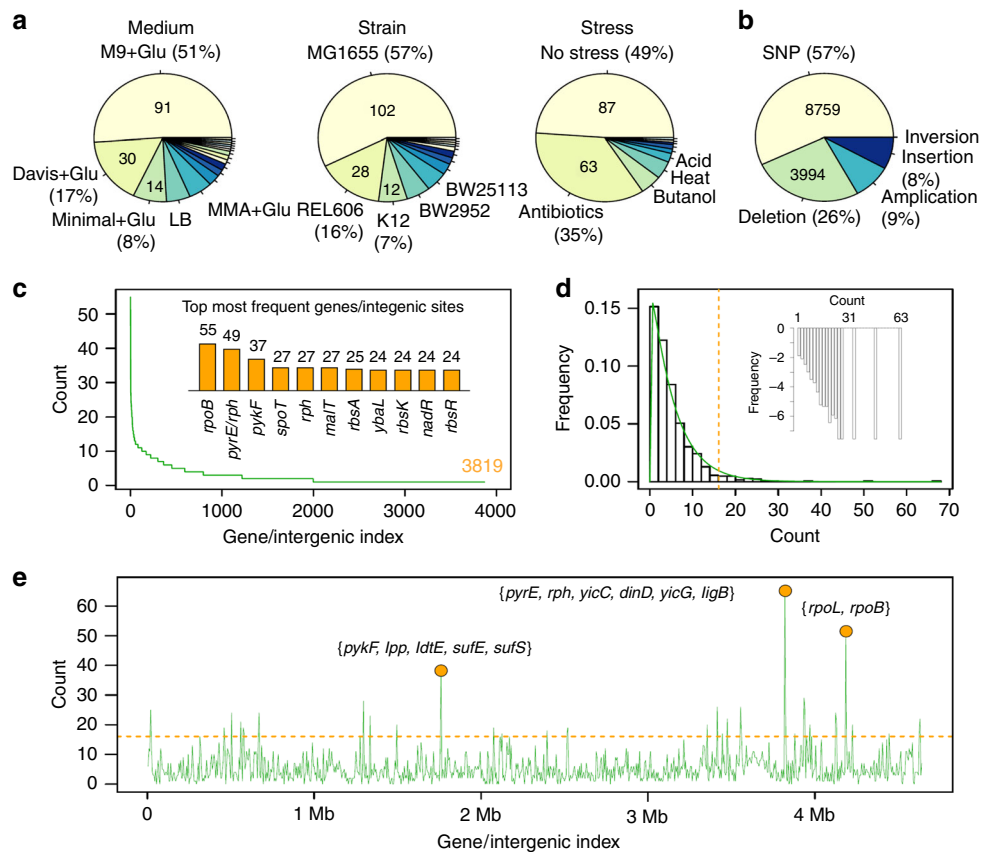 a
Medium
M9+Glu (51%)
91
30
14
Davis+Glu
(17%)
Minimal+Glu
(8%)
LB
MMA+Glu
Strain
MG1655 (57%)
102
28
12
REL606
(16%)
K12
(7%)
BW2952
BW25113
Stress
No stress (49%)
87
63
Antibiotics
(35%)
Acid
Heat
Butanol
b
SNP (57%)
8759
3994
Deletion (26%)
Inversion
Insertion
(8%)
Amplication
(9%)
c
Top most frequent genes/integenic sites
55 49 37 27 27 27 25 24 24 24 24
rpoB pyrE/rph pykF spoT rph malT rbsA ybaL rbsK nadR rbsR
3819
Count
50
40
30
20
10
0
0 1000 2000 3000 4000
Gene/intergenic index
d
Frequency
0.15
0.10
0.05
0.00
0 10 20 30 40 50 60 70
Count
Count
1 31 63
Frequency
0
−2
−4
−6
e
{pykF, lpp, ldtE, sufE, sufS}
{pyrE, rph, yicC, dinD, yicG, ligB}
{rpoL, rpoB}
Count
60
50
40
30
20
10
0
0 1 Mb 2 Mb 3 Mb 4 Mb
Gene/intergenic index